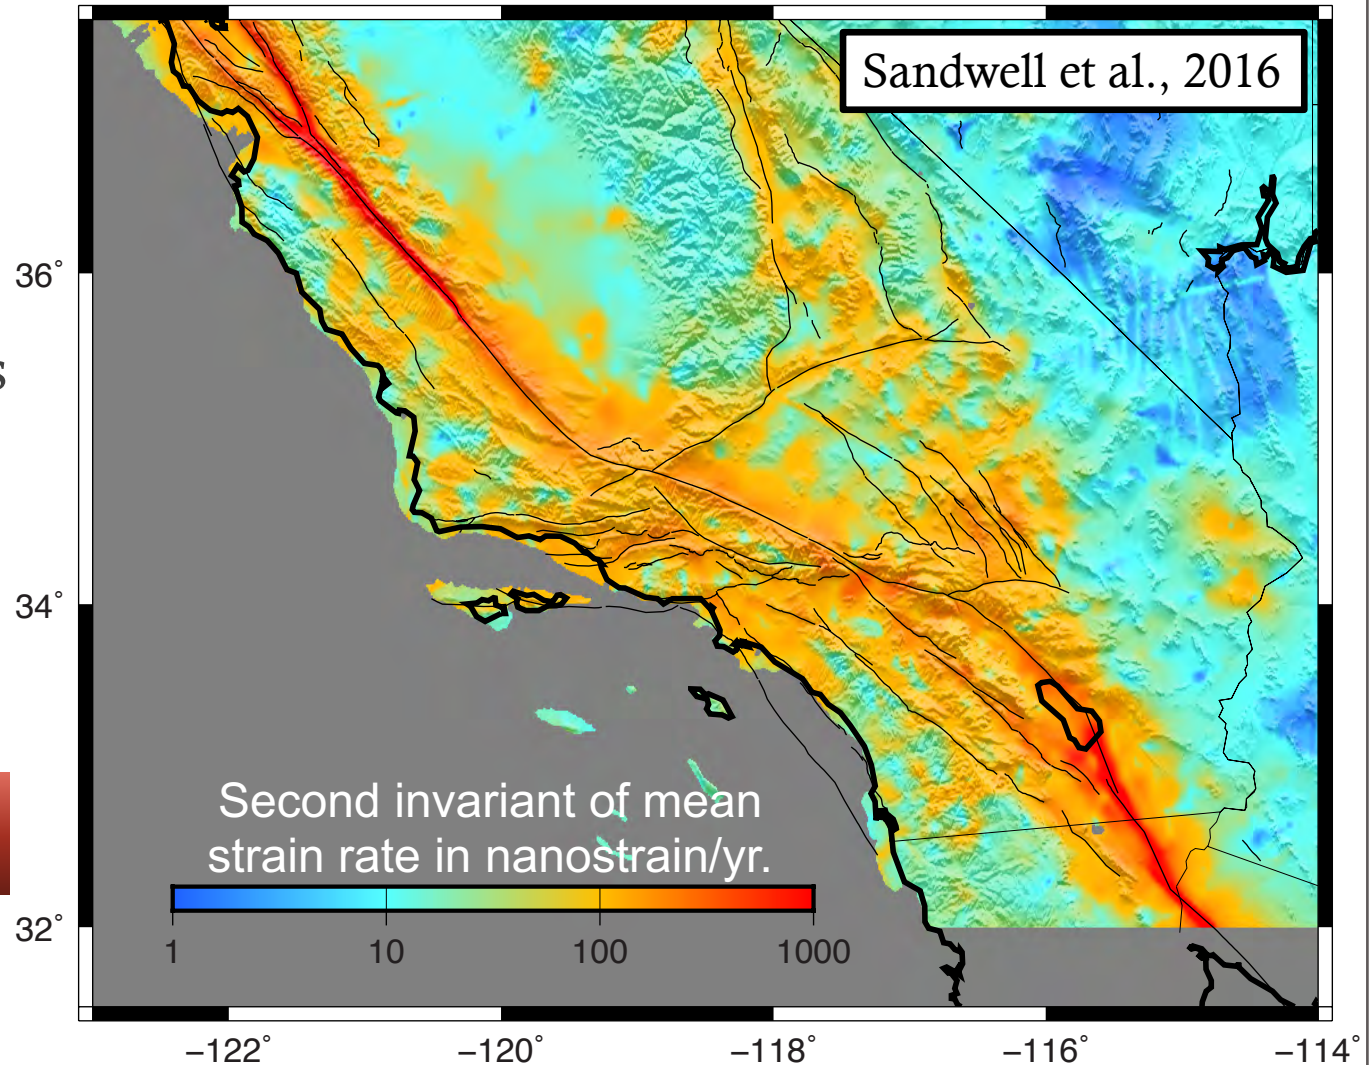 Sandwell et al., 2016
36˚
s
34˚
Second invariant of mean
strain rate in nanostrain/yr.
32˚
1 10 100 1000
−122˚ −120˚ −118˚ −116˚ −114˚